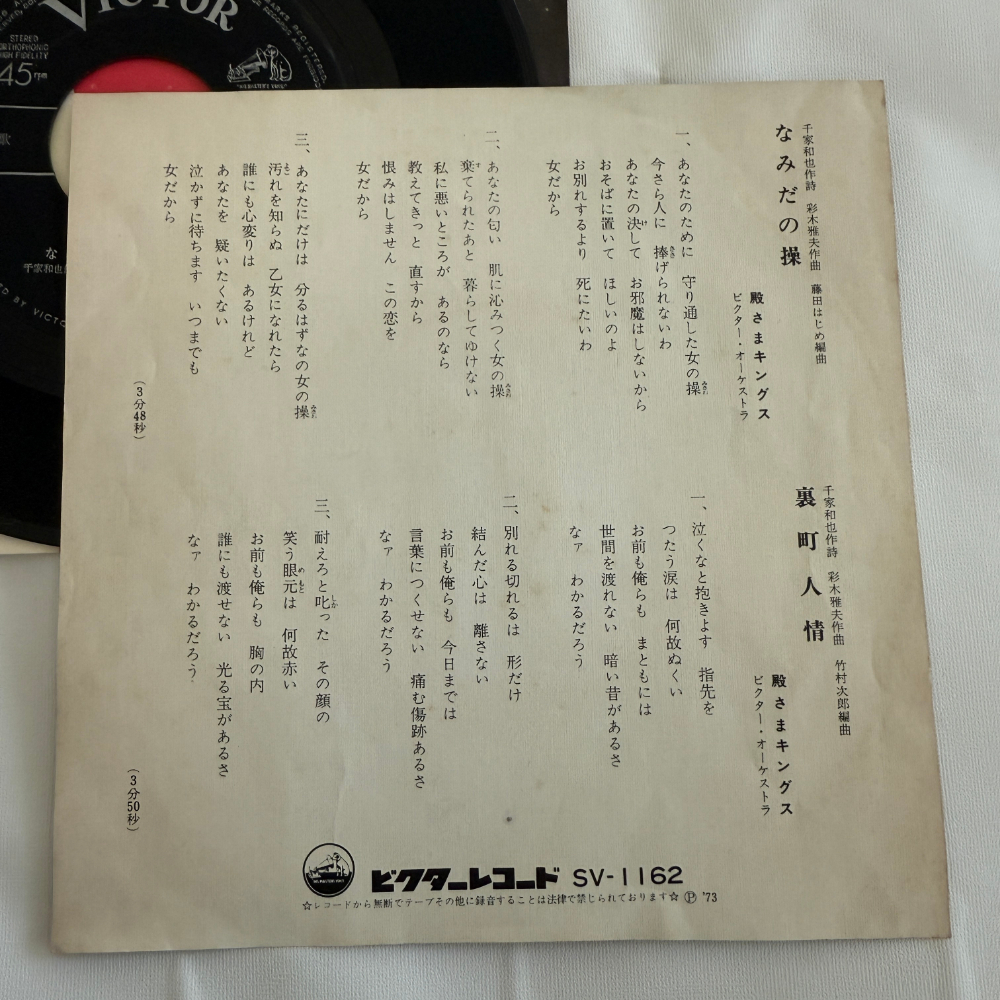 VICTOR
STEREO
ORTHOPHONIC
HIGH FIDELITY
45 rpm
歌
千家和也作詩 彩木雅夫作曲 藤田はじめ編曲
なみだの操
殿さまキングス
ビクター・オーケストラ
一、あなたのために 守り通した女の操
今さら人に 捧げられないわ
あなたの決して お邪魔はしないから
おそばに置いて ほしいのよ
お別れするより 死にたいわ
女だから
二、あなたの匂い 肌に沁みつく女の操
棄てられたあと 暮らしてゆけない
私に悪いところが あるのなら
教えてきっと 直すから
恨みはしません この恋を
女だから
三、あなたにだけは 分るはずなの女の操
汚れを知らぬ 乙女になれたら
誰にも心変りは あるけれど
あなたを 疑いたくない
泣かずに待ちます いつまでも
女だから
(3分48秒)
千家和也作詩 彩木雅夫作曲 竹村次郎編曲
裏町人情
殿さまキングス
ビクター・オーケストラ
一、泣くなと抱きよす 指先を
つたう涙は 何故ぬくい
お前も俺らも まともには
世間を渡れない 暗い昔があるさ
なァ わかるだろう
二、別れる切れるは 形だけ
結んだ心は 離さない
お前も俺らも 今日までは
言葉につくせない 痛む傷跡あるさ
なァ わかるだろう
三、耐えろと叱った その顔の
笑う眼元は 何故赤い
お前も俺らも 胸の内
誰にも渡せない 光る宝があるさ
なァ わかるだろう
(3分50秒)
ビクターレコード SV-1162
☆レコードから無断でテープその他に録音することは法律で禁じられております☆ Ⓟ '73